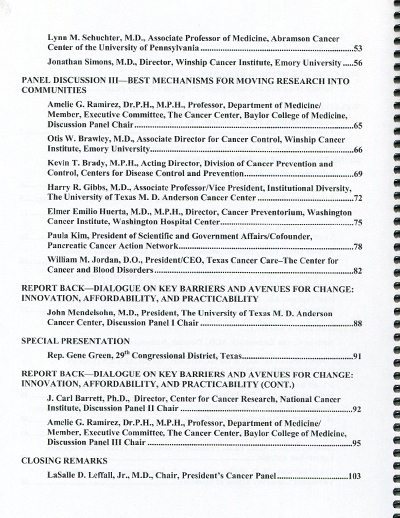 Lynn M. Schuchter, M.D., Associate Professor of Medicine, Abramson Cancer
Center of the University of Pennsylvania ..........53
Jonathan Simons, M.D., Director, Winship Cancer Institute, Emory University .....56
PANEL DISCUSSION III—BEST MECHANISMS FOR MOVING RESEARCH INTO
COMMUNITIES
Amelie G. Ramirez, Dr.P.H., M.P.H., Professor, Department of Medicine/
Member, Executive Committee, The Cancer Center, Baylor College of Medicine,
Discussion Panel Chair ..........65
Otis W. Brawley, M.D., Associate Director for Cancer Control, Winship Cancer
Institute, Emory University ..........66
Kevin T. Brady, M.P.H., Acting Director, Division of Cancer Prevention and
Control, Centers for Disease Control and Prevention ..........69
Harry R. Gibbs, M.D., Associate Professor/Vice President, Institutional Diversity,
The University of Texas M. D. Anderson Cancer Center ..........72
Elmer Emilio Huerta, M.D., M.P.H., Director, Cancer Preventorium, Washington
Cancer Institute, Washington Hospital Center ..........75
Paula Kim, President of Scientific and Government Affairs/Cofounder,
Pancreatic Cancer Action Network ..........78
William M. Jordan, D.O., President/CEO, Texas Cancer Care–The Center for
Cancer and Blood Disorders ..........82
REPORT BACK—DIALOGUE ON KEY BARRIERS AND AVENUES FOR CHANGE:
INNOVATION, AFFORDABILITY, AND PRACTICABILITY
John Mendelsohn, M.D., President, The University of Texas M. D. Anderson
Cancer Center, Discussion Panel I Chair ..........88
SPECIAL PRESENTATION
Rep. Gene Green, 29th Congressional District, Texas ..........91
REPORT BACK—DIALOGUE ON KEY BARRIERS AND AVENUES FOR CHANGE:
INNOVATION, AFFORDABILITY, AND PRACTICABILITY (CONT.)
J. Carl Barrett, Ph.D., Director, Center for Cancer Research, National Cancer
Institute, Discussion Panel II Chair ..........92
Amelie G. Ramirez, Dr.P.H., M.P.H., Professor, Department of Medicine/
Member, Executive Committee, The Cancer Center, Baylor College of Medicine,
Discussion Panel III Chair ..........95
CLOSING REMARKS
LaSalle D. Leffall, Jr., M.D., Chair, President's Cancer Panel ..........103